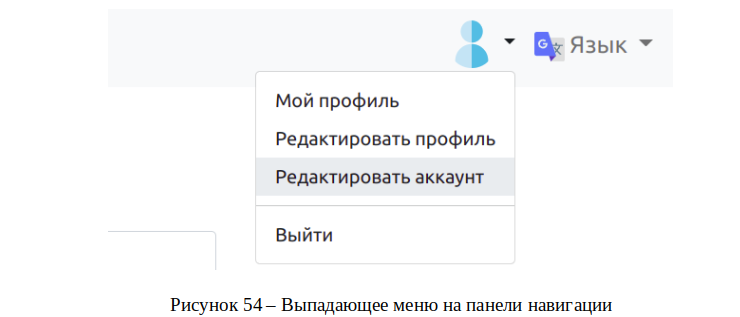 Язык
Мой профиль
Редактировать профиль
Редактировать аккаунт
Выйти
Рисунок 54 – Выпадающее меню на панели навигации